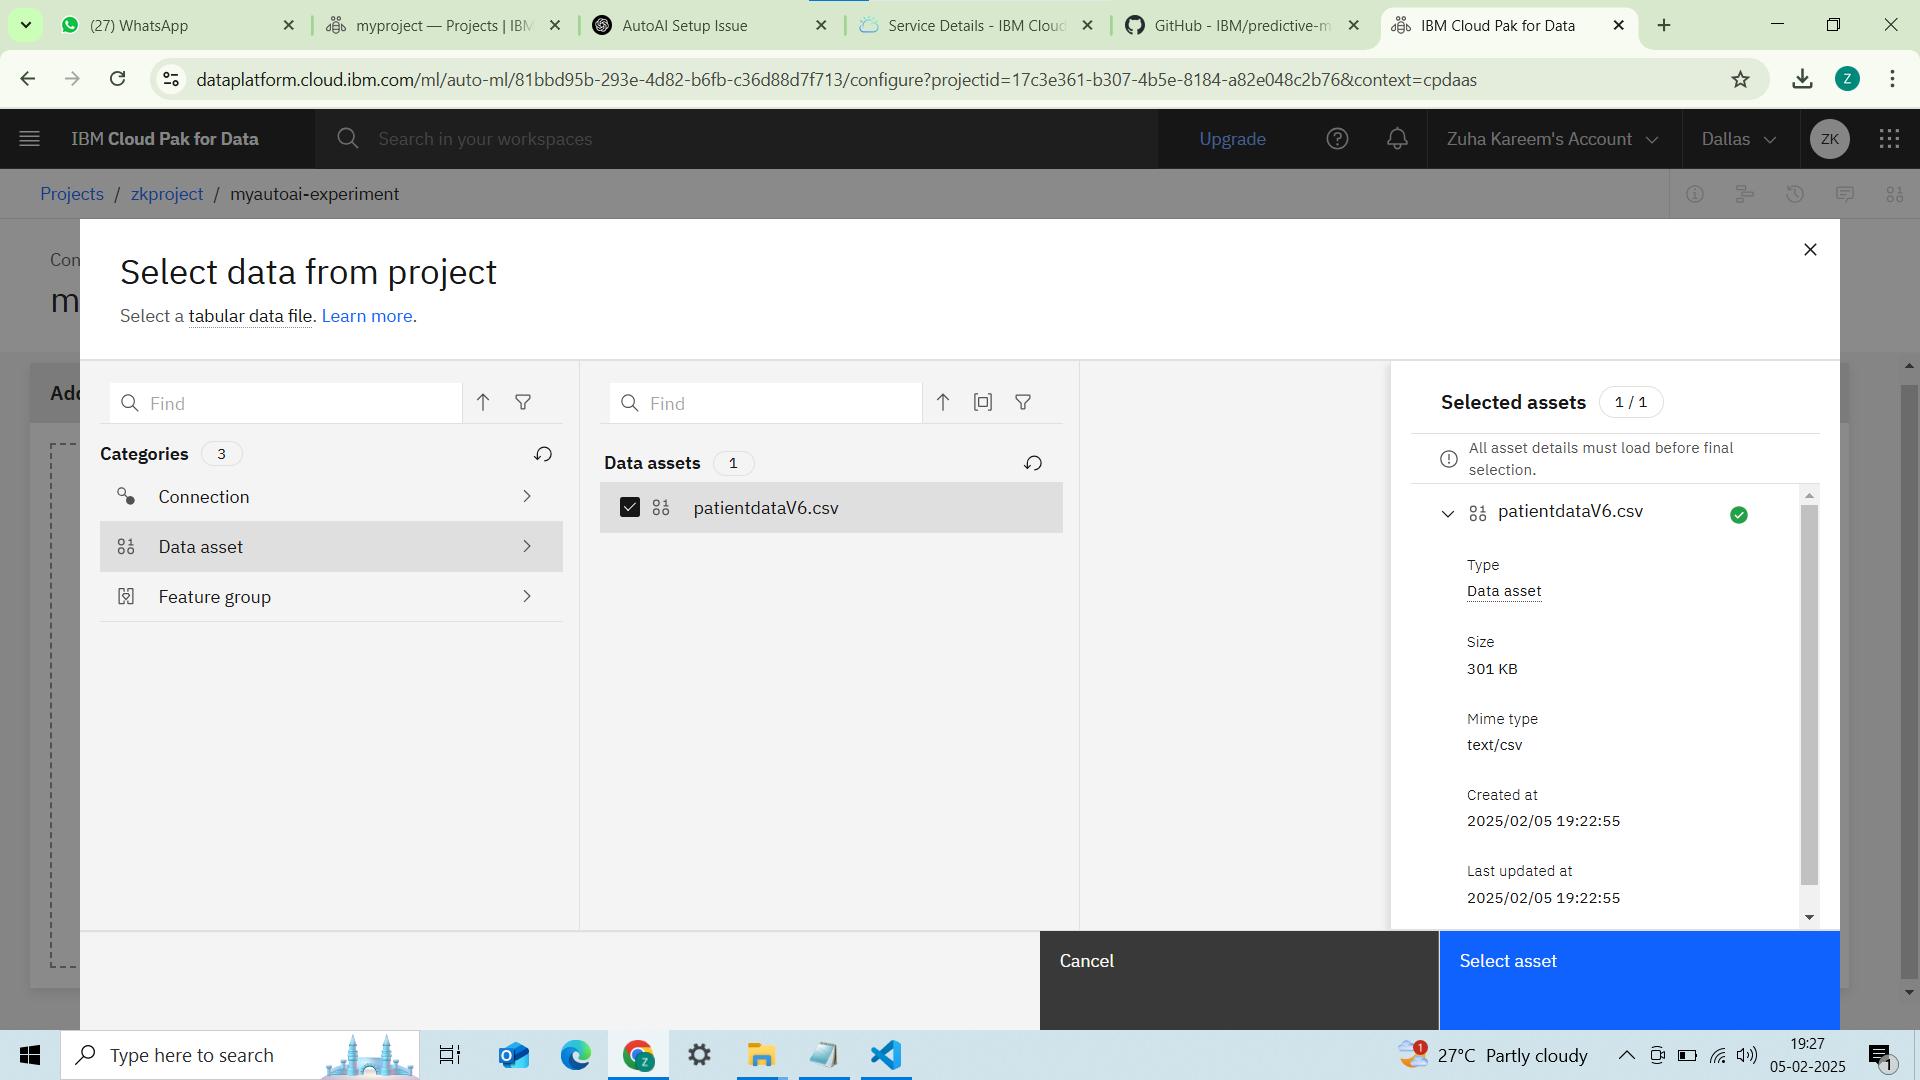 (27) WhatsApp
myproject — Projects | IBM
AutoAI Setup Issue
Service Details - IBM Cloud
GitHub - IBM/predictive-m
IBM Cloud Pak for Data
dataplatform.cloud.ibm.com/ml/auto-ml/81bbd95b-293e-4d82-b6fb-c36d88d7f713/configure?projectid=17c3e361-b307-4b5e-8184-a82e048c2b76&context=cpdaas
Z
IBM Cloud Pak for Data
Search in your workspaces
Upgrade
Zuha Kareem's Account
Dallas
ZK
Projects / zkproject / myautoai-experiment
Con
m
Add
Select data from project
Select a tabular data file. Learn more.
Find
Categories 3
Connection
Data asset
Feature group
Find
Data assets 1
patientdataV6.csv
Selected assets 1 / 1
All asset details must load before final
selection.
patientdataV6.csv
Type
Data asset
Size
301 KB
Mime type
text/csv
Created at
2025/02/05 19:22:55
Last updated at
2025/02/05 19:22:55
Cancel
Select asset
Type here to search
1
27°C Partly cloudy
19:27
05-02-2025
1